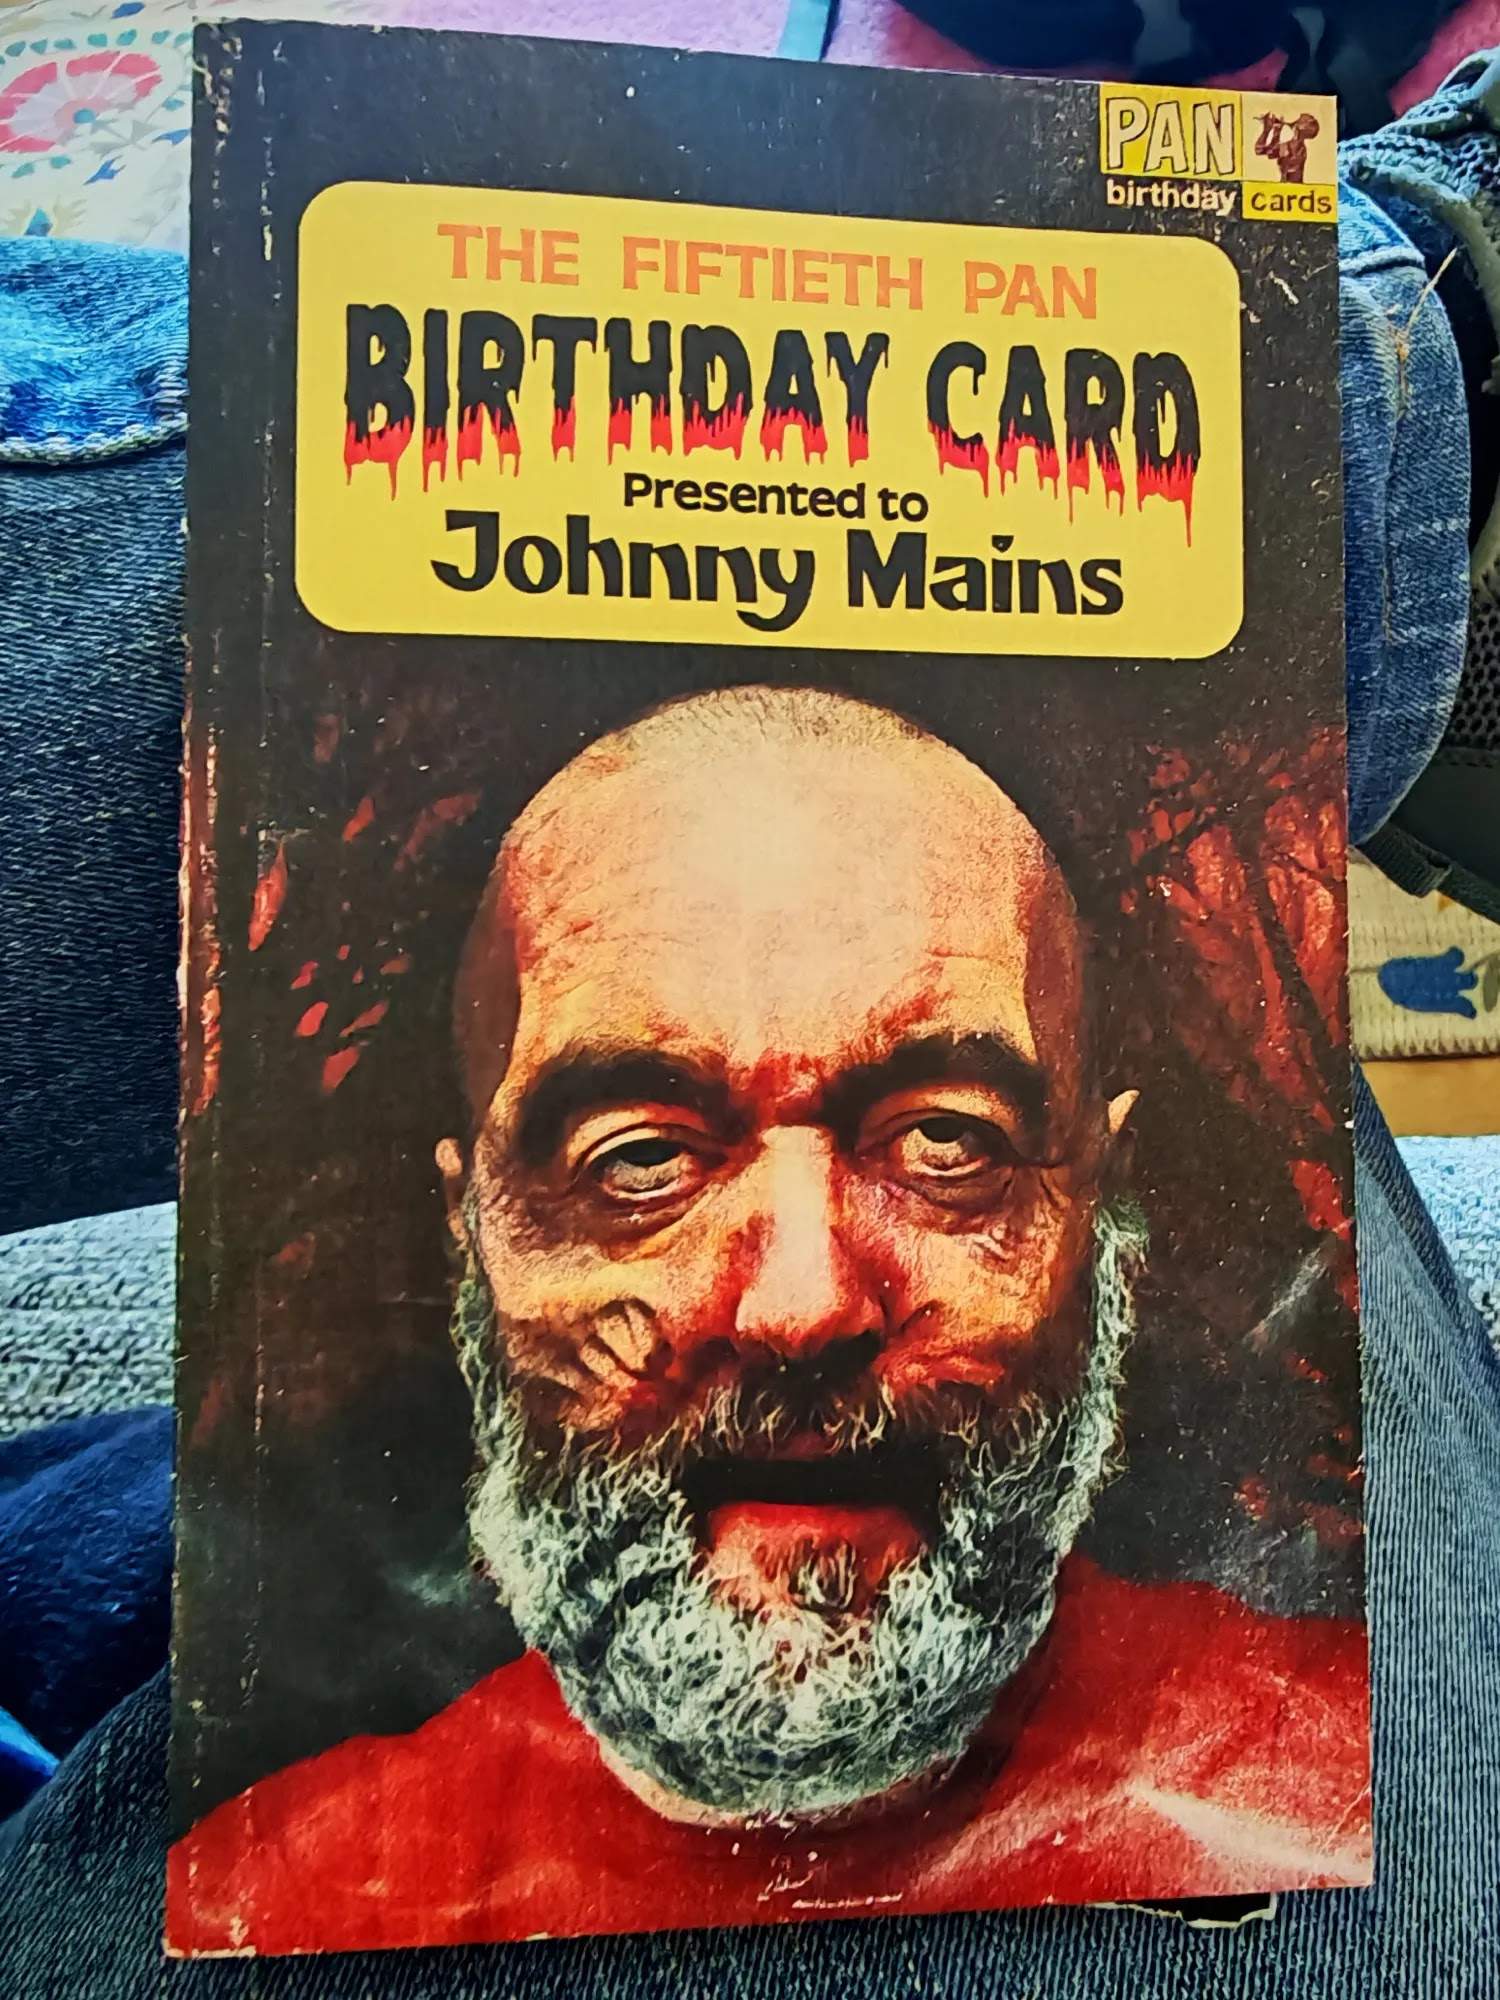 PAN
birthday cards
THE FIFTIETH PAN
BIRTHDAY CARD
Presented to
Johnny Mains